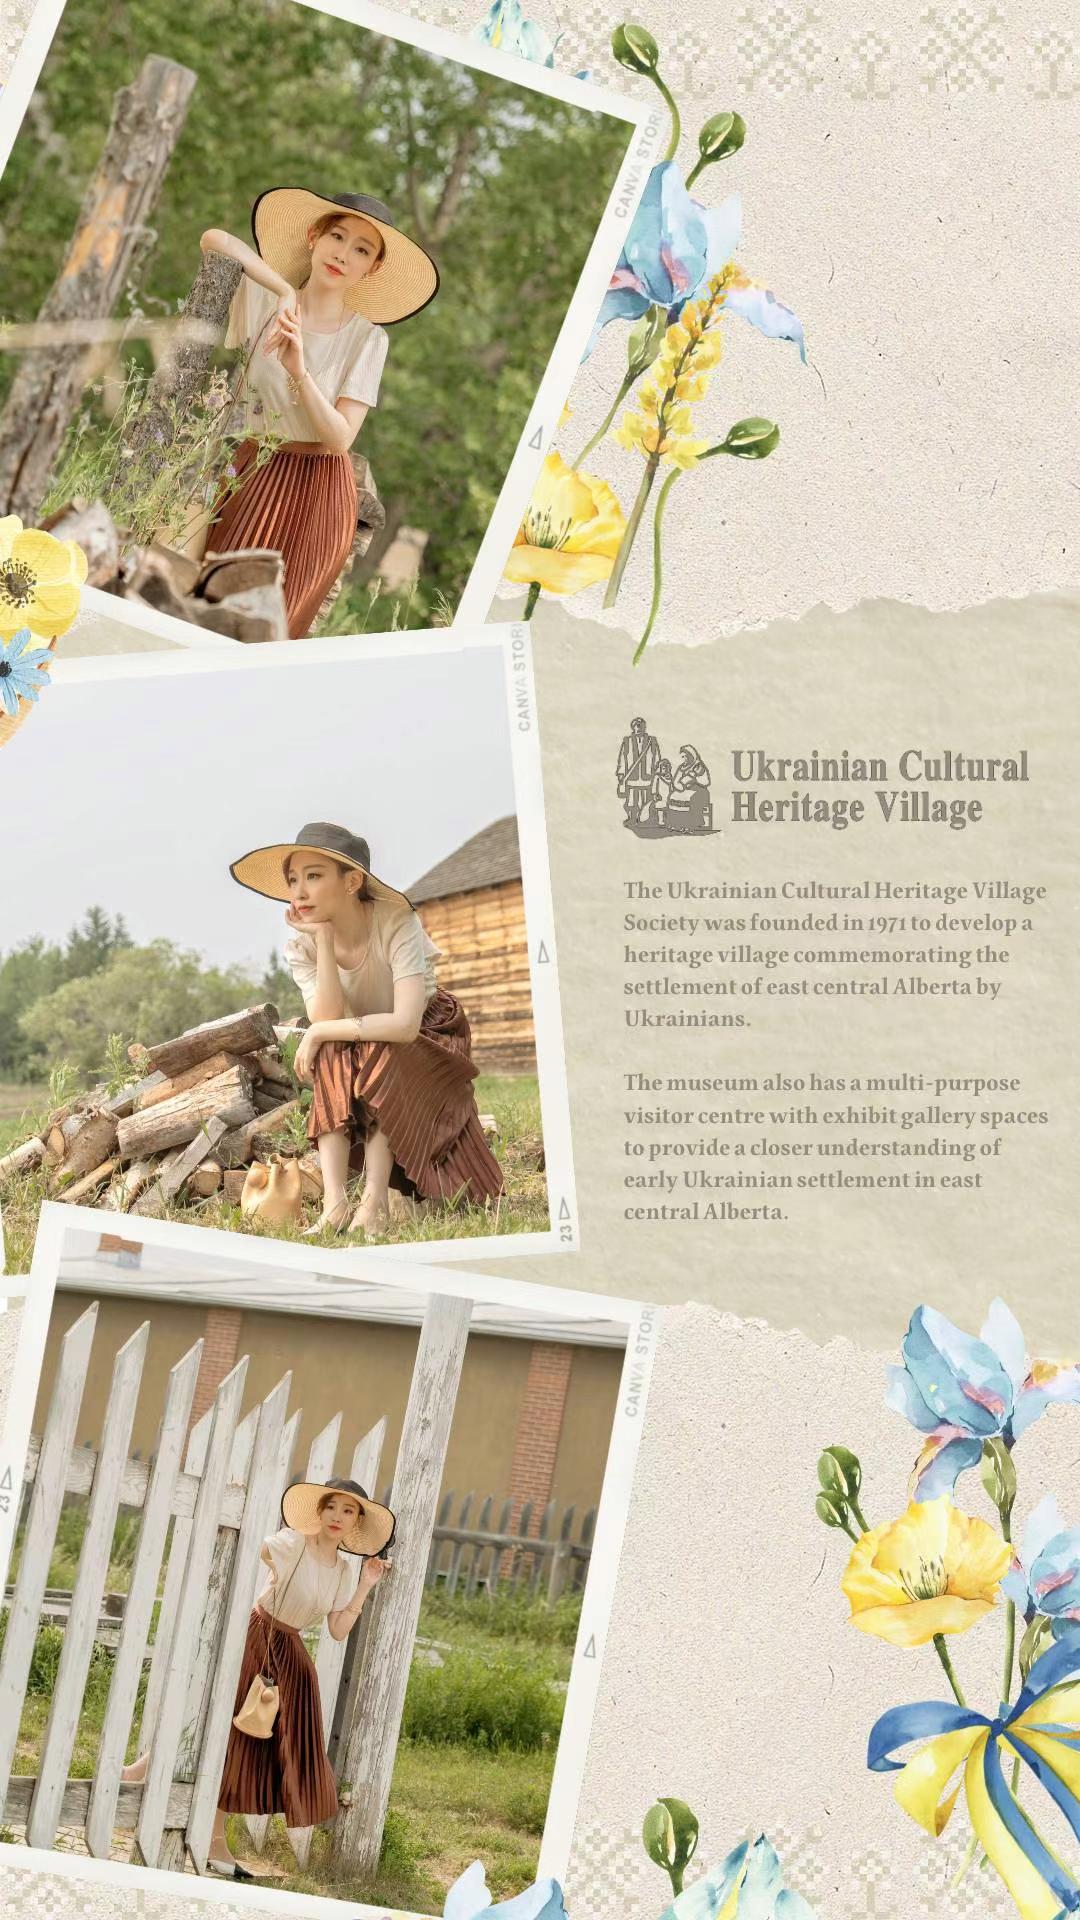 CANVA STORI
CANVA STORI
Ukrainian Cultural
Heritage Village
The Ukrainian Cultural Heritage Village
Society was founded in 1971 to develop a
heritage village commemorating the
settlement of east central Alberta by
Ukrainians.
The museum also has a multi-purpose
visitor centre with exhibit gallery spaces
to provide a closer understanding of
early Ukrainian settlement in east
central Alberta.
23
CANVA STORI
23